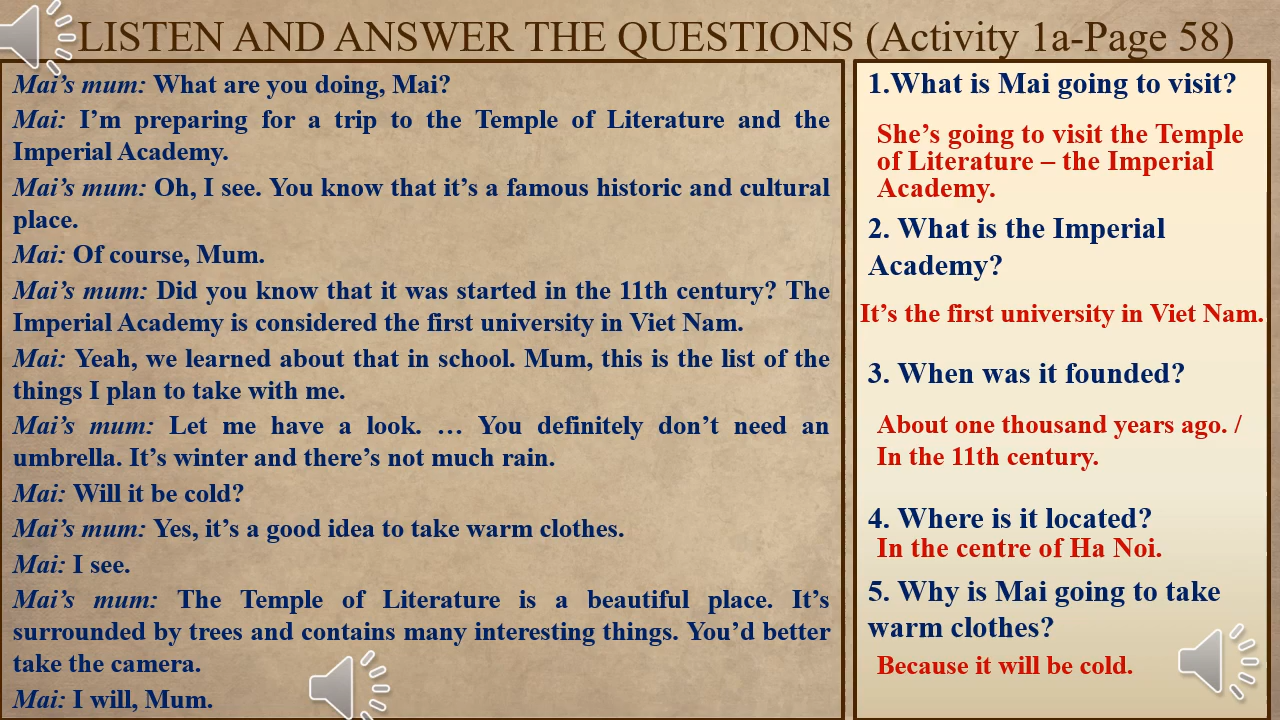 LISTEN AND ANSWER THE QUESTIONS (Activity 1a-Page 58)
Mai’s mum: What are you doing, Mai?
Mai: I’m preparing for a trip to the Temple of Literature and the
Imperial Academy.
Mai’s mum: Oh, I see. You know that it’s a famous historic and cultural
place.
Mai: Of course, Mum.
Mai’s mum: Did you know that it was started in the 11th century? The
Imperial Academy is considered the first university in Viet Nam.
Mai: Yeah, we learned about that in school. Mum, this is the list of the
things I plan to take with me.
Mai’s mum: Let me have a look. … You definitely don’t need an
umbrella. It’s winter and there’s not much rain.
Mai: Will it be cold?
Mai’s mum: Yes, it’s a good idea to take warm clothes.
Mai: I see.
Mai’s mum: The Temple of Literature is a beautiful place. It’s
surrounded by trees and contains many interesting things. You’d better
take the camera.
Mai: I will, Mum.
1.What is Mai going to visit?
She’s going to visit the Temple
of Literature – the Imperial
Academy.
2. What is the Imperial
Academy?
It’s the first university in Viet Nam.
3. When was it founded?
About one thousand years ago. /
In the 11th century.
4. Where is it located?
In the centre of Ha Noi.
5. Why is Mai going to take
warm clothes?
Because it will be cold.